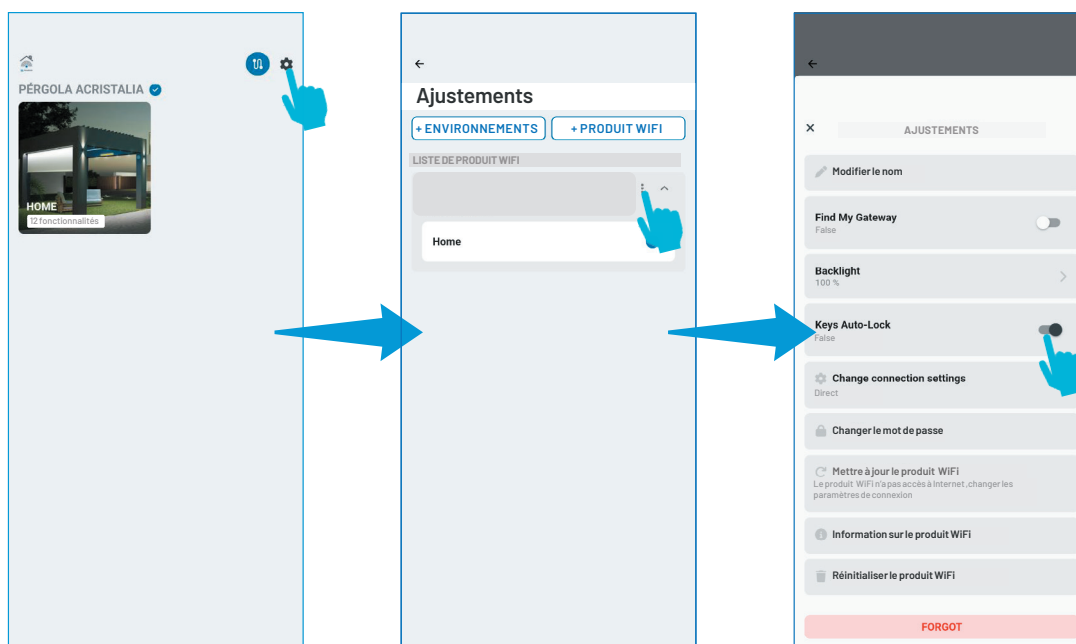 PÉRGOLA ACRISTALIA
HOME
12 fonctionnalités
Ajustements
+ ENVIRONNEMENTS
+ PRODUIT WIFI
LISTE DE PRODUIT WIFI
Home
AJUSTEMENTS
Modifier le nom
Find My Gateway
False
Backlight
100 %
Keys Auto-Lock
False
Change connection settings
Direct
Changer le mot de passe
Mettre à jour le produit WiFi
Le produit WiFi n'a pas accès à Internet, changer les
paramètres de connexion
Information sur le produit WiFi
Réinitialiser le produit WiFi
FORGOT